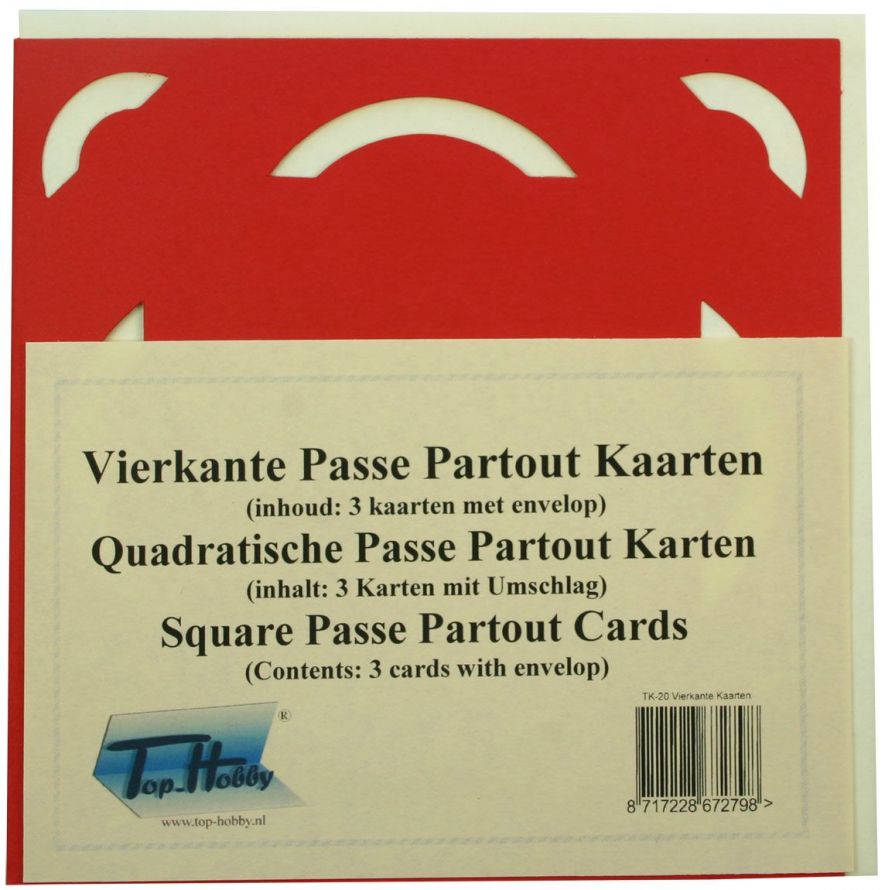 Vierkante Passe Partout Kaarten
(inhoud: 3 kaarten met envelop)
Quadratische Passe Partout Karten
(inhalt: 3 Karten mit Umschlag)
Square Passe Partout Cards
(Contents: 3 cards with envelop)
Top-Hobby ®
www.top-hobby.nl
TK-20 Vierkante Kaarten
8 717228 672798 >